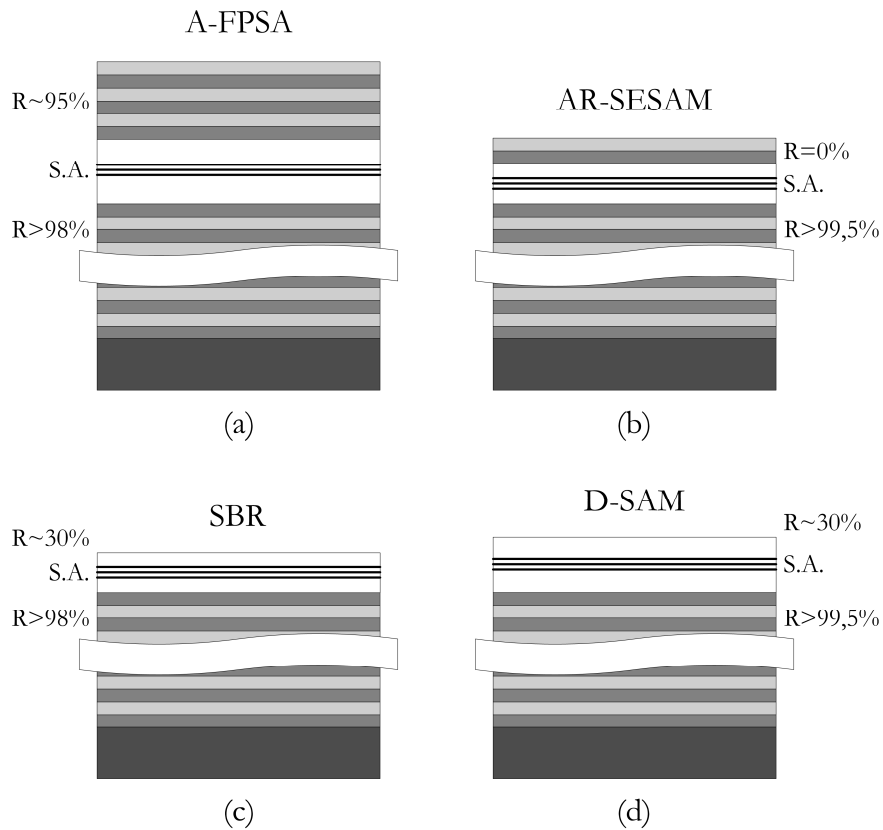 A-FPSA
R~95%
S.A.
R>98%
(a)
AR-SESAM
R=0%
S.A.
R>99,5%
(b)
SBR
R~30%
S.A.
R>98%
(c)
D-SAM
R~30%
S.A.
R>99,5%
(d)